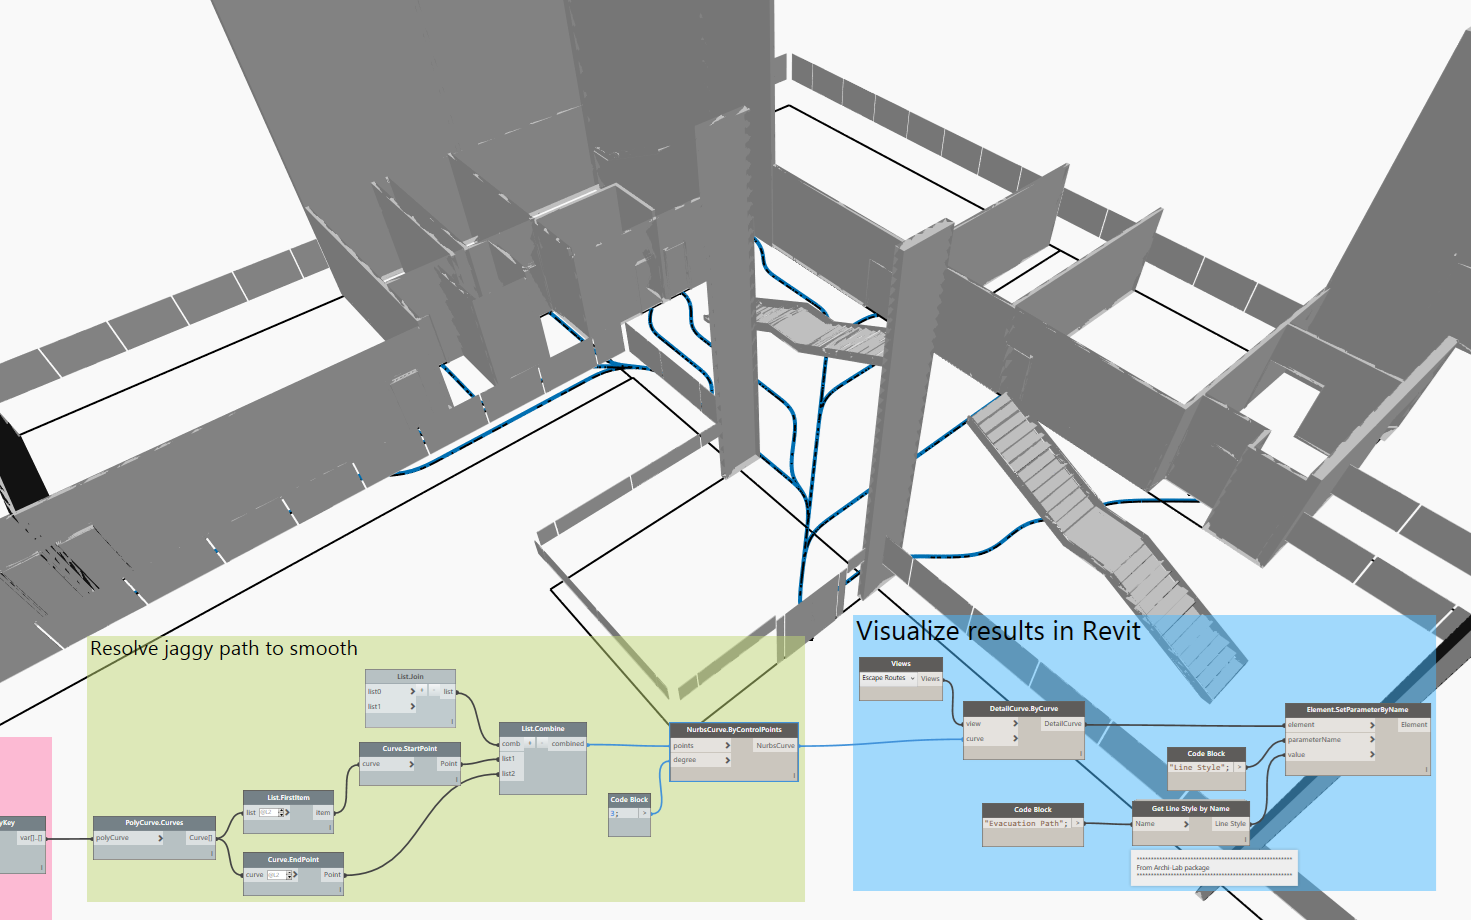 Resolve jaggy path to smooth
List.Join
list0
+
-
list
list1
List.Combine
comb
+
-
combined
list1
list2
Curve.StartPoint
curve
Point
List.FirstItem
list
@L2
item
yKey
var[]..[]
PolyCurve.Curves
polyCurve
Curve[]
Curve.EndPoint
curve
@L2
Point
Code Block
3;
>
NurbsCurve.ByControlPoints
points
NurbsCurve
degree
Visualize results in Revit
Views
Escape Routes
Views
DetailCurve.ByCurve
view
DetailCurve
curve
Code Block
"Line Style";
>
Code Block
"Evacuation Path";
>
Get Line Style by Name
Name
Line Style
From Archi-Lab package
Element.SetParameterByName
element
Element
parameterName
value